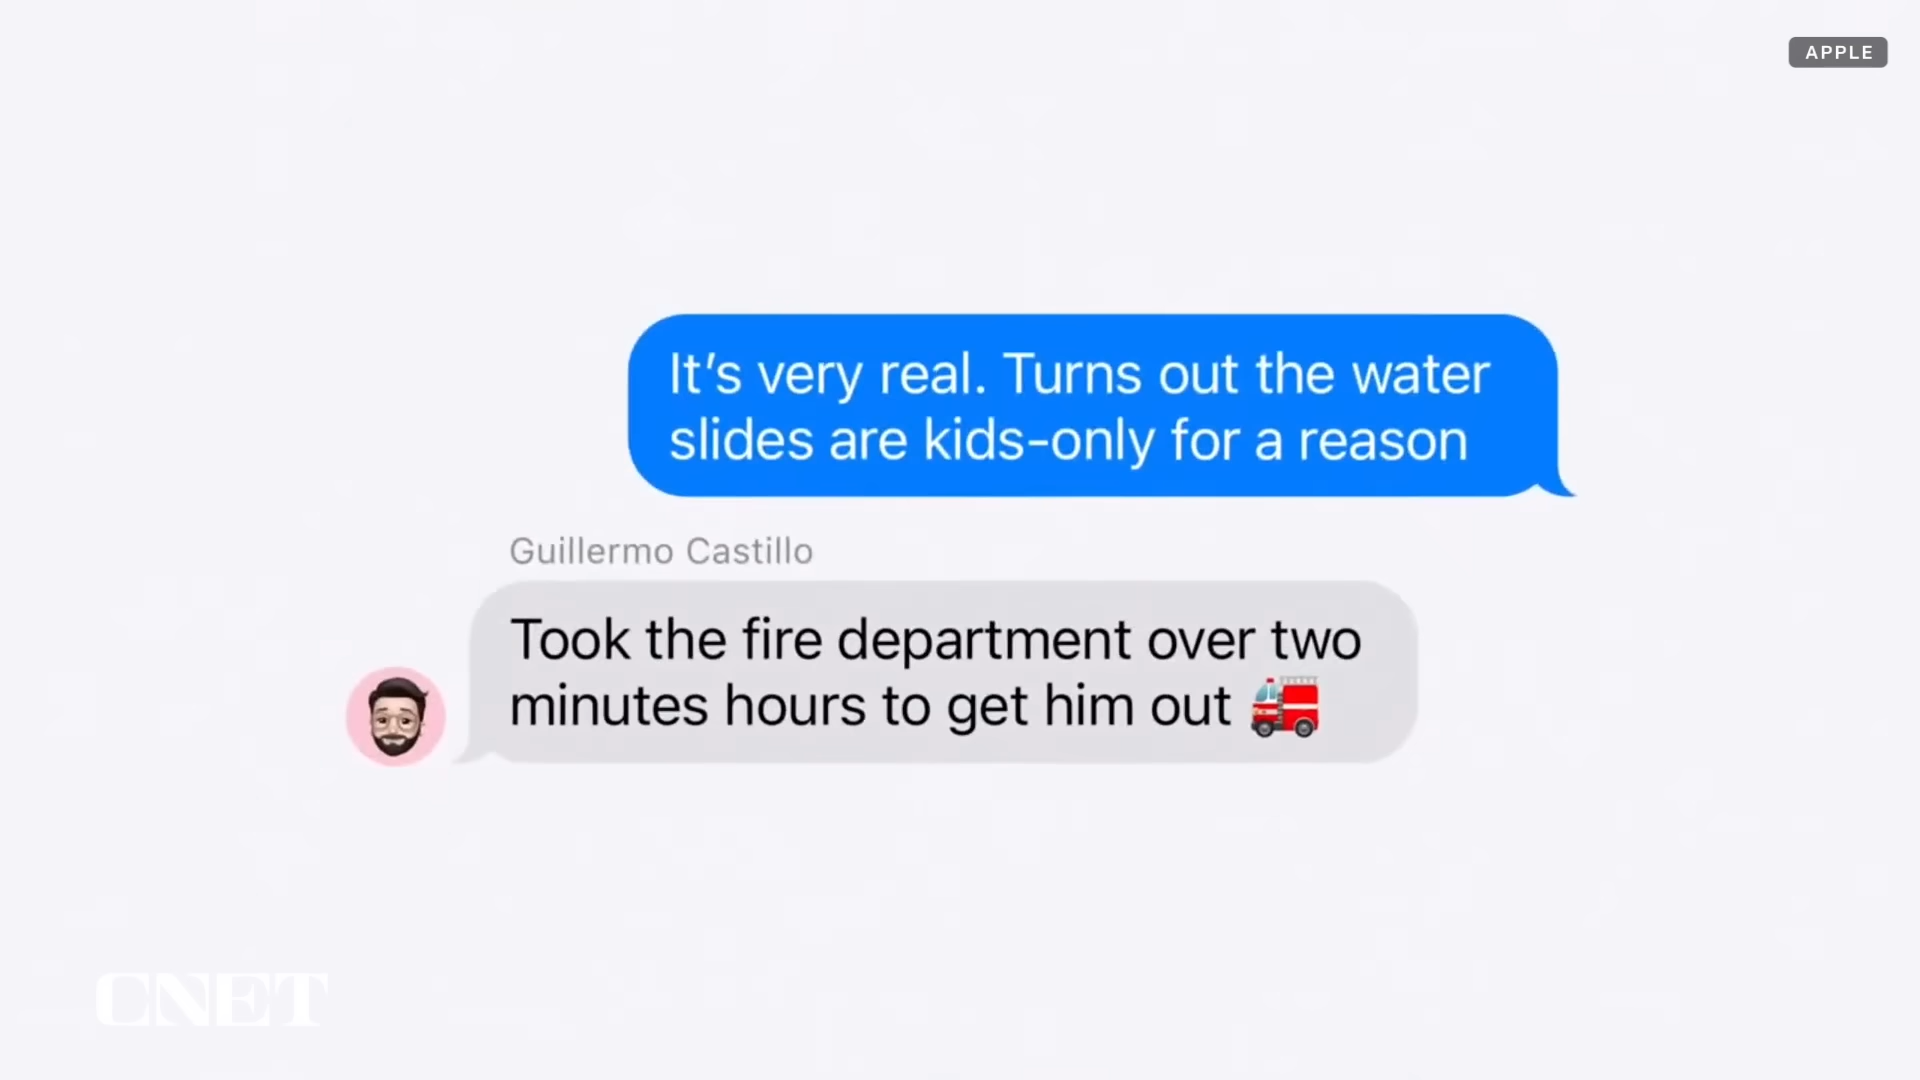 APPLE
It’s very real. Turns out the water
slides are kids-only for a reason
Guillermo Castillo
Took the fire department over two
minutes hours to get him out 🚒
CNET